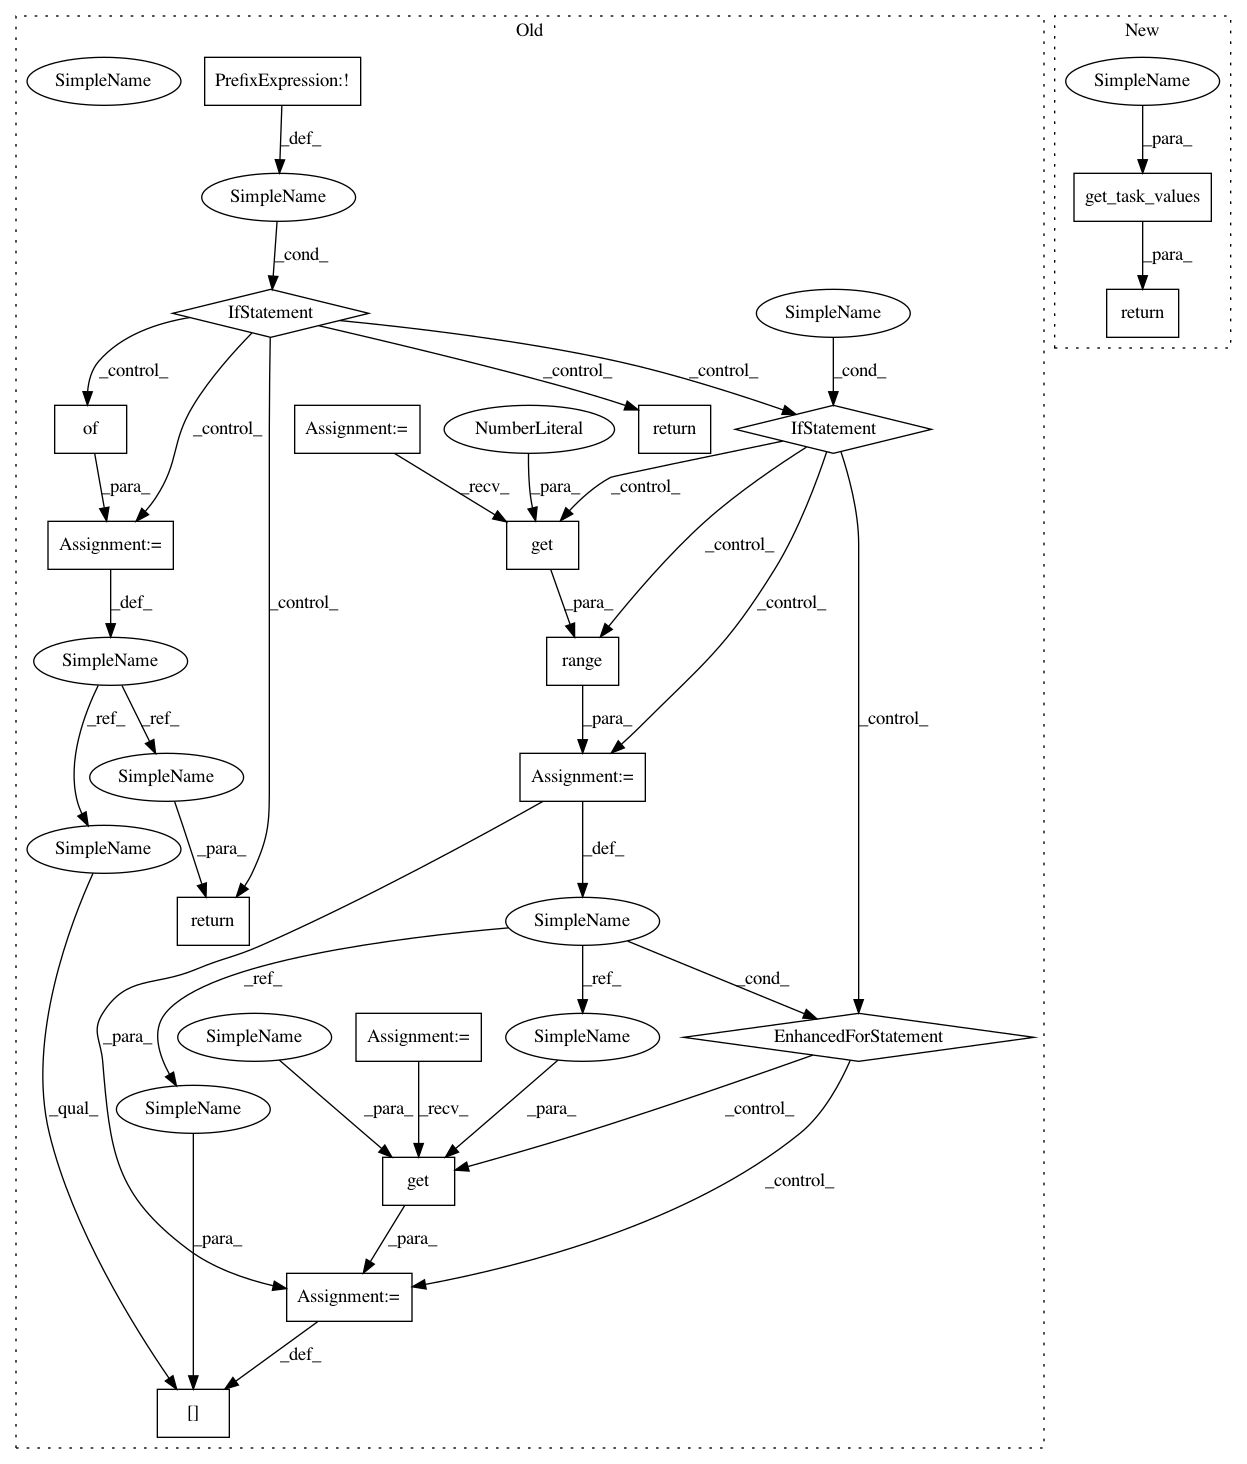 Old
New
SimpleName
PrefixExpression:!
SimpleName
_para_
_def_
SimpleName
get_task_values
_cond_
_para_
IfStatement
SimpleName
return
_control_
_control_
_control_
_cond_
of
_control_
Assignment:=
NumberLiteral
return
IfStatement
_para_
_recv_
_para_
_control_
Assignment:=
get
_control_
_def_
_control_
_para_
_control_
SimpleName
range
_ref_
_ref_
_para_
_control_
SimpleName
Assignment:=
SimpleName
_para_
_def_
return
SimpleName
_ref_
_ref_
_cond_
_para_
SimpleName
Assignment:=
SimpleName
EnhancedForStatement
_qual_
SimpleName
_para_
_recv_
_para_
_control_
get
_control_
_para_
_para_
Assignment:=
_def_
[]